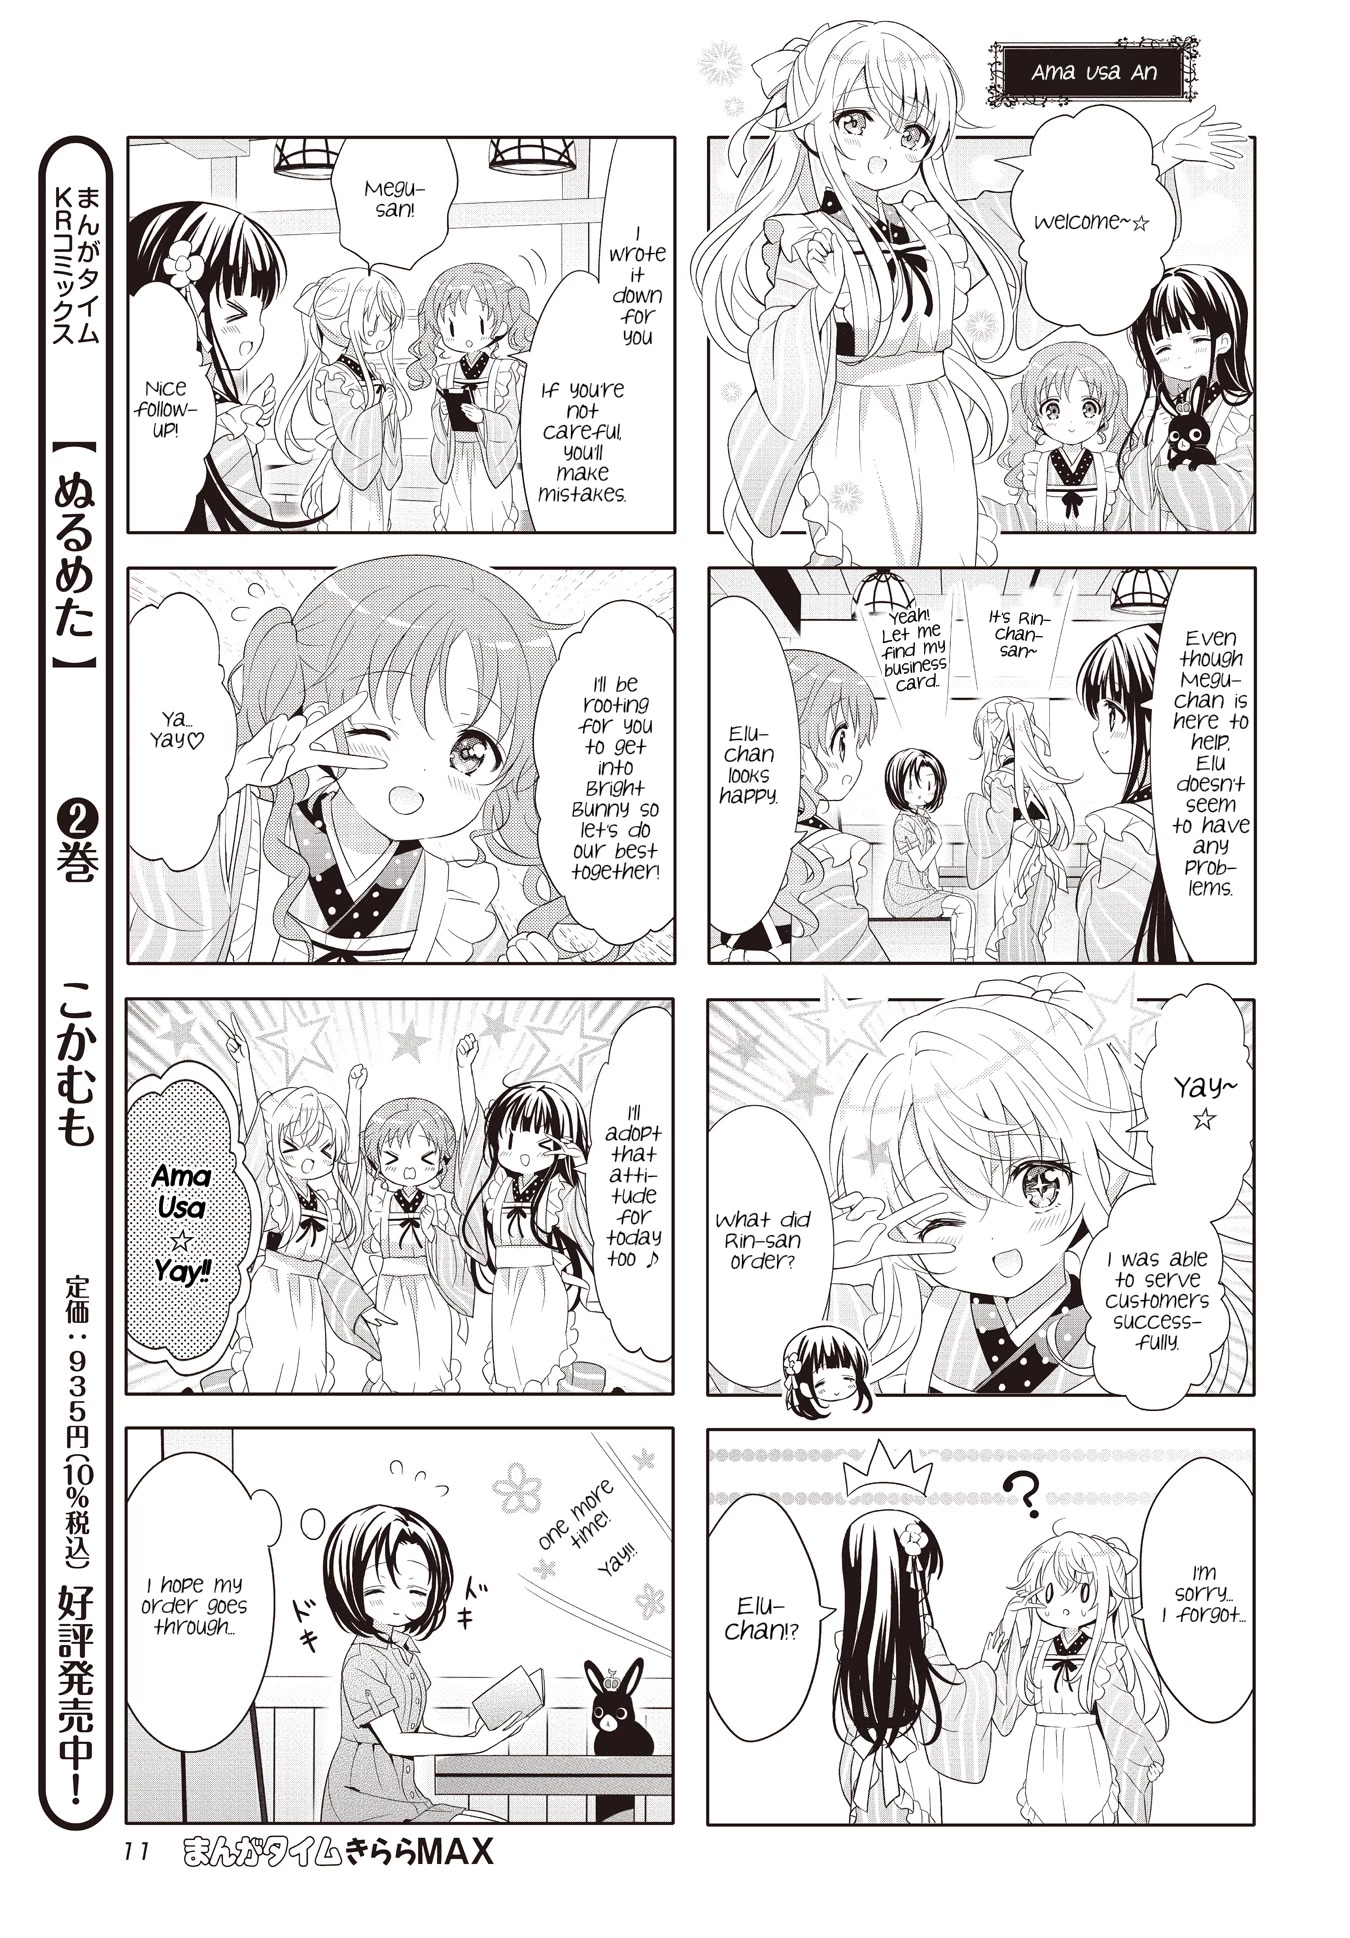 Ama Usa An
Welcome~☆
Even
though
Megu-
chan is
here to
help,
Elu
doesn't
seem
to have
any
prob-
lems.
It's Rin-
chan-
san~
Yeah!
Let me
find my
business
card..
Elu-
chan
looks
happy.
Yay~
☆
I was able
to serve
customers
success-
fully.
What did
Rin-san
order?
I'm
sorry...
I forgot...
?
Elu-
chan!?
I
wrote
it
down
for
you
If you're
not
careful,
you'll
make
mistakes.
Megu-
san!
Nice
follow-
up!
I'll be
rooting
for you
to get
into
Bright
Bunny so
let's do
our best
together!
Ya...
Yay♡
I'll
adopt
that
atti-
tude
for
today
too ♪
Ama
Usa
☆
Yay!!
One more
time!
Yay!!
ドキ
ドキ
I hope my
order goes
through...
まんがタイム
KRコミックス
【ぬるめた】 ❷巻 こかむも 定価：935円（10%税込）好評発売中！
11 まんがタイムきららMAX